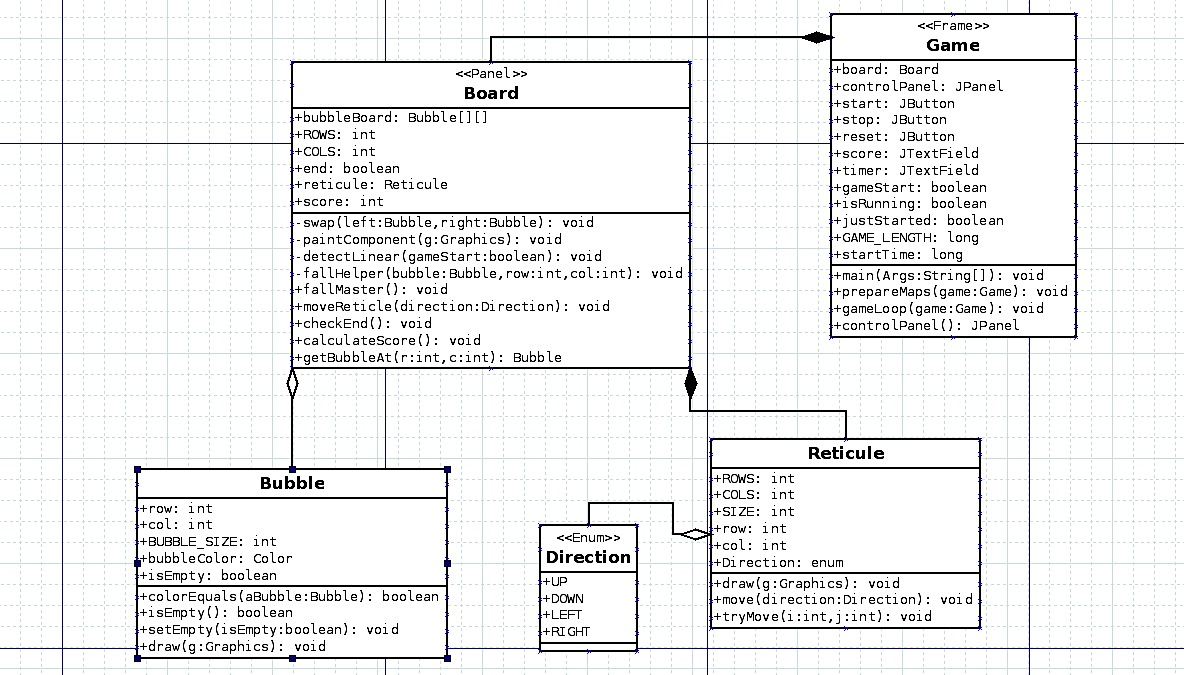 <<Frame>>
Game
+board: Board
+controlPanel: JPanel
+start: JButton
+stop: JButton
+reset: JButton
+score: JTextField
+timer: JTextField
+gameStart: boolean
+isRunning: boolean
+justStarted: boolean
+GAME_LENGTH: long
+startTime: long
+main(Args:String[]): void
+prepareMaps(game:Game): void
+gameLoop(game:Game): void
+controlPanel(): JPanel
<<Panel>>
Board
+bubbleBoard: Bubble[][]
+ROWS: int
+COLS: int
+end: boolean
+reticule: Reticule
+score: int
-swap(left:Bubble,right:Bubble): void
-paintComponent(g:Graphics): void
-detectLinear(gameStart:boolean): void
-fallHelper(bubble:Bubble,row:int,col:int): void
+fallMaster(): void
+moveReticle(direction:Direction): void
+checkEnd(): void
+calculateScore(): void
+getBubbleAt(r:int,c:int): Bubble
Bubble
+row: int
+col: int
+BUBBLE_SIZE: int
+bubbleColor: Color
+isEmpty: boolean
+colorEquals(aBubble:Bubble): boolean
+isEmpty(): boolean
+setEmpty(isEmpty:boolean): void
+draw(g:Graphics): void
<<Enum>>
Direction
+UP
+DOWN
+LEFT
+RIGHT
Reticule
+ROWS: int
+COLS: int
+SIZE: int
+row: int
+col: int
+Direction: enum
+draw(g:Graphics): void
+move(direction:Direction): void
+tryMove(i:int,j:int): void